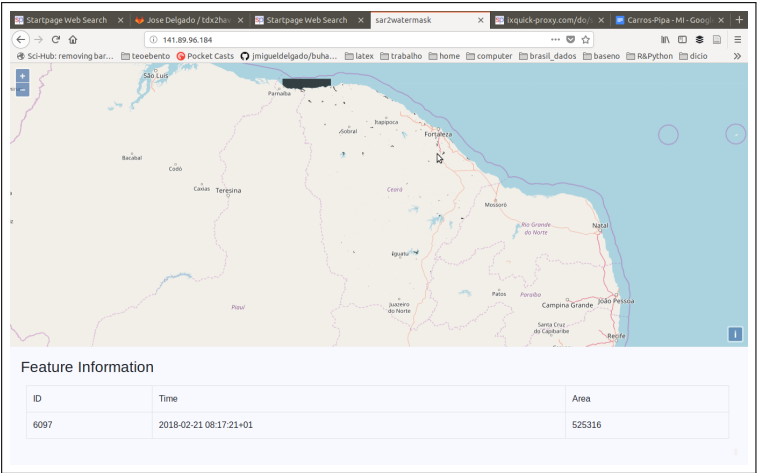 Startpage Web Search
Jose Delgado / tdx2ha
Startpage Web Search
sar2watermask
ixquick-proxy.com/do/s
Carros-Pipa - MI - Googl
141.89.96.184
Sci-Hub: removing bar...
teoebento
Pocket Casts
jmigueldelgado/buha...
latex
trabalho
home
computer
brasil_dados
baseno
R&Python
dicio
+
−
São Luís
Parnaíba
Itapipoca
Sobral
Fortaleza
Bacabal
Codó
Caxias
Teresina
Ceará
Mossoró
Rio Grande
do Norte
Natal
Iguatu
Piauí
Juazeiro
do Norte
Patos
Paraíba
Campina Grande
João Pessoa
Santa Cruz
do Capibaribe
Recife
i
Feature Information
ID Time Area
6097 2018-02-21 08:17:21+01 525316